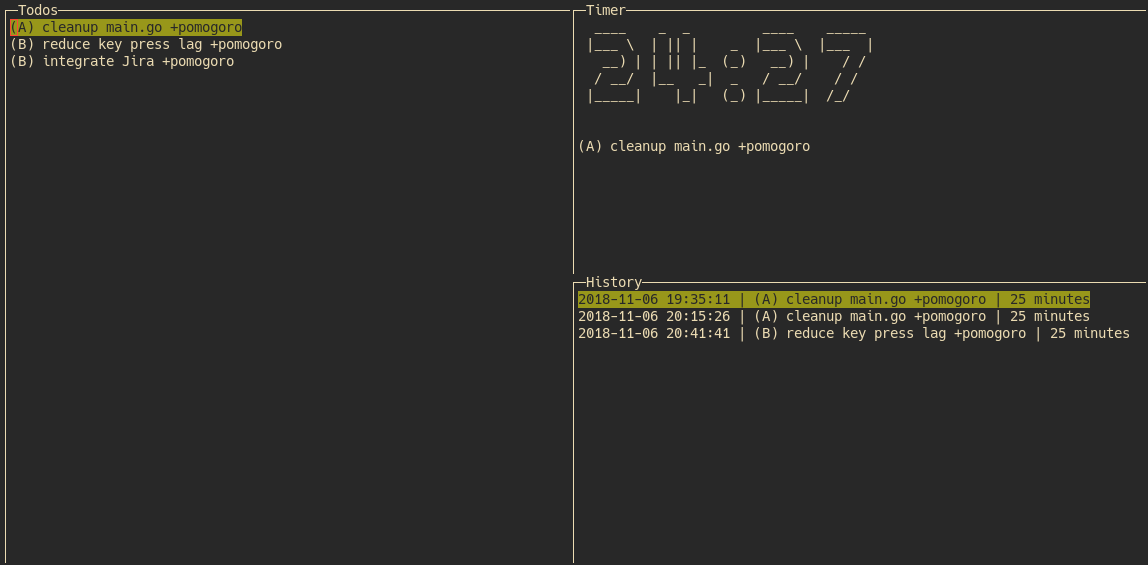 Todos
(A) cleanup main.go +pomogoro
(B) reduce key press lag +pomogoro
(B) integrate Jira +pomogoro
Timer
24:27
(A) cleanup main.go +pomogoro
History
2018-11-06 19:35:11 | (A) cleanup main.go +pomogoro | 25 minutes
2018-11-06 20:15:26 | (A) cleanup main.go +pomogoro | 25 minutes
2018-11-06 20:41:41 | (B) reduce key press lag +pomogoro | 25 minutes